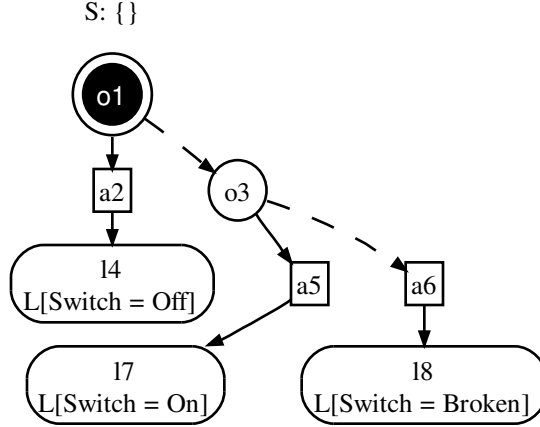 S: {}
o1
a2
o3
l4
L[Switch = Off]
a5
a6
l7
L[Switch = On]
l8
L[Switch = Broken]